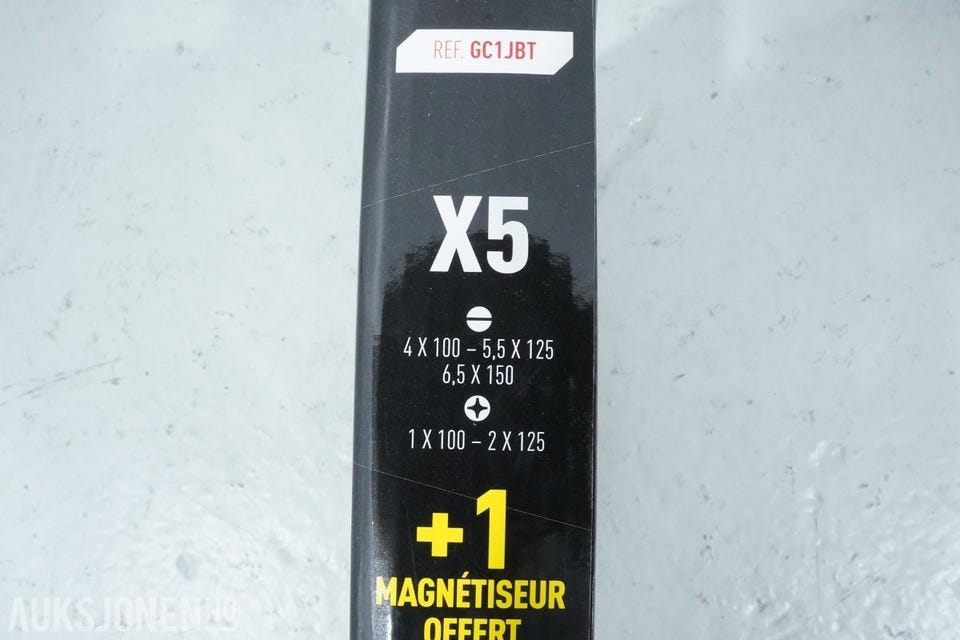 REF. GC1JBT
X5
4 X 100 – 5,5 X 125
6,5 X 150
1 X 100 – 2 X 125
+1
MAGNÉTISEUR
OFFERT
AUKSJONEN.NO